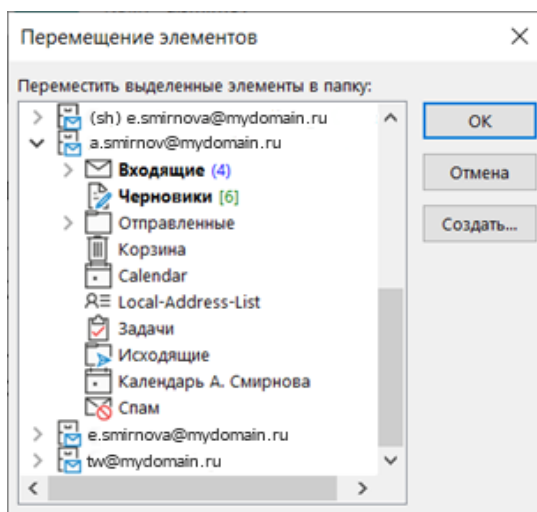 Перемещение элементов
Переместить выделенные элементы в папку:
(sh) e.smirnova@mydomain.ru
a.smirnov@mydomain.ru
Входящие (4)
Черновики [6]
Отправленные
Корзина
Calendar
Local-Address-List
Задачи
Исходящие
Календарь А. Смирнова
Спам
e.smirnova@mydomain.ru
tw@mydomain.ru
ОК
Отмена
Создать...